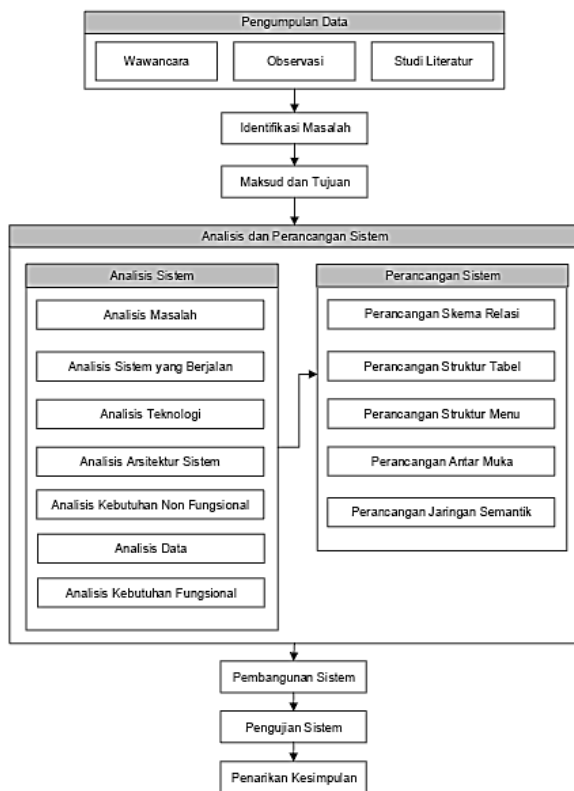 Pengumpulan Data
Wawancara
Observasi
Studi Literatur
Identifikasi Masalah
Maksud dan Tujuan
Analisis dan Perancangan Sistem
Analisis Sistem
Analisis Masalah
Analisis Sistem yang Berjalan
Analisis Teknologi
Analisis Arsitektur Sistem
Analisis Kebutuhan Non Fungsional
Analisis Data
Analisis Kebutuhan Fungsional
Perancangan Sistem
Perancangan Skema Relasi
Perancangan Struktur Tabel
Perancangan Struktur Menu
Perancangan Antar Muka
Perancangan Jaringan Semantik
Pembangunan Sistem
Pengujian Sistem
Penarikan Kesimpulan